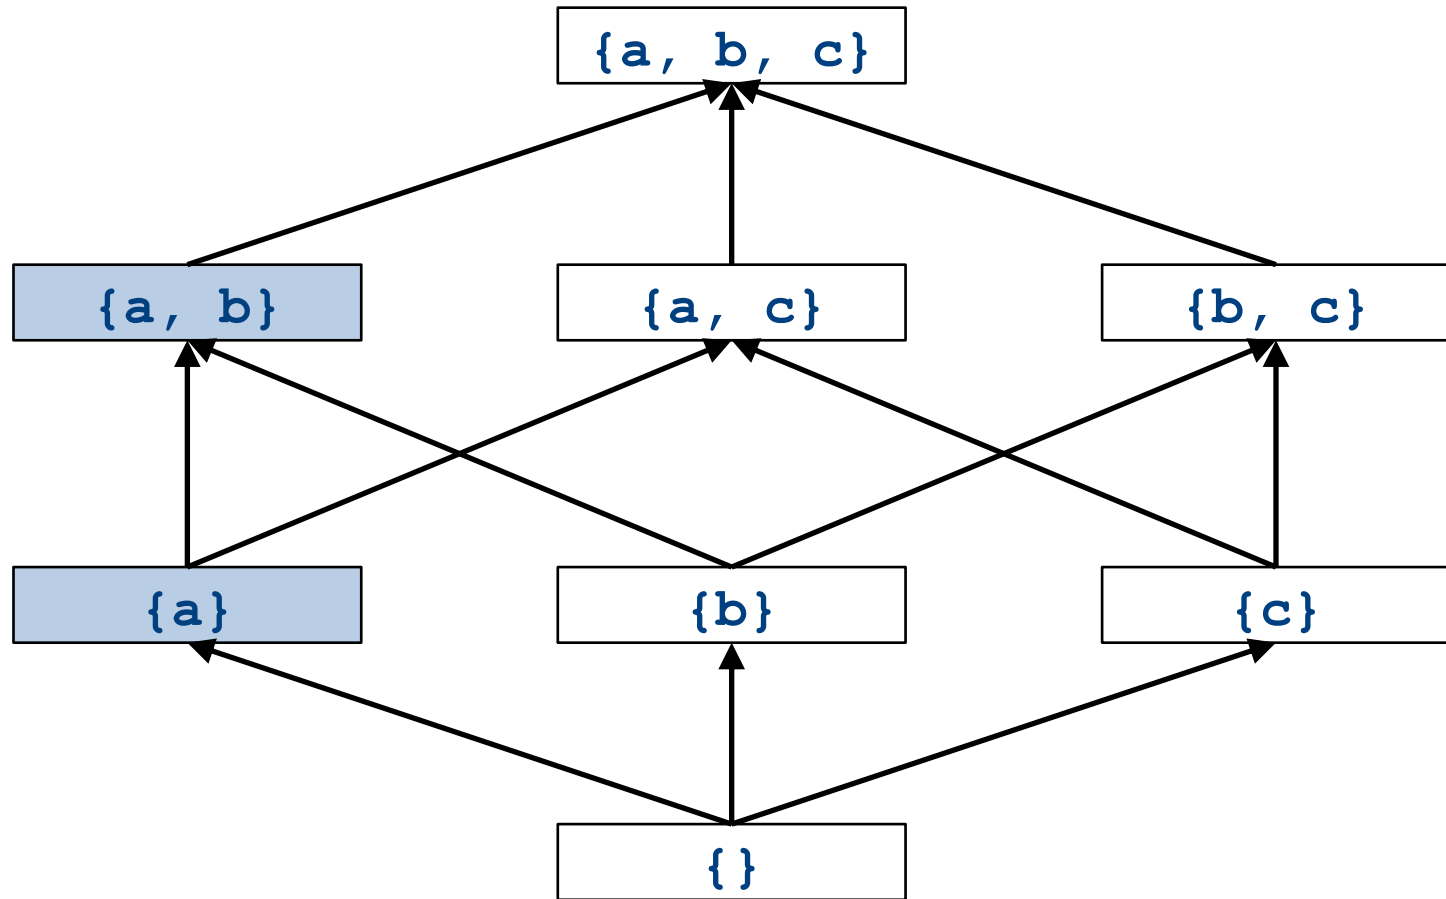 {a, b, c}
{a, b}
{a, c}
{b, c}
{a}
{b}
{c}
{}